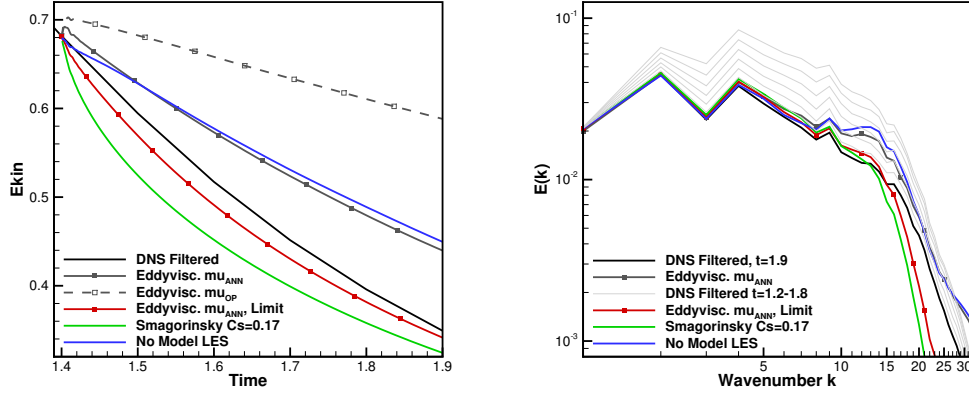 Ekin
0.7
0.6
0.5
0.4
1.4
1.5
1.6
1.7
1.8
1.9
Time
DNS Filtered
Eddyvisc. mu_ANN
Eddyvisc. mu_OP
Eddyvisc. mu_ANN, Limit
Smagorinsky Cs=0.17
No Model LES
E(k)
10^-1
10^-2
10^-3
5
10
15
20
25
30
Wavenumber k
DNS Filtered, t=1.9
Eddyvisc. mu_ANN
DNS Filtered t=1.2-1.8
Eddyvisc. mu_ANN, Limit
Smagorinsky Cs=0.17
No Model LES